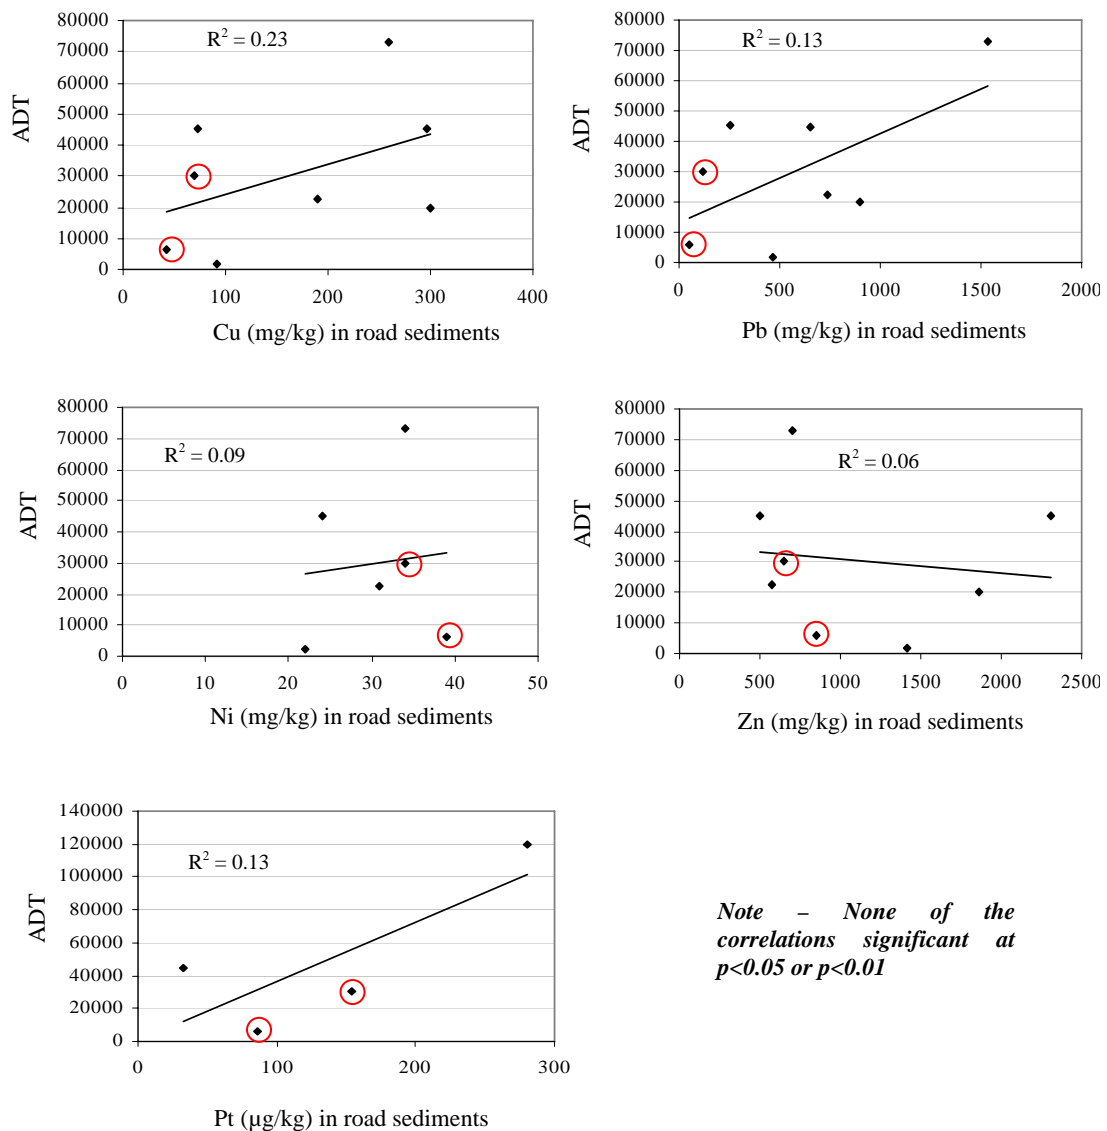 R² = 0.23
80000
70000
60000
50000
40000
30000
20000
10000
0
ADT
0 100 200 300 400
Cu (mg/kg) in road sediments
R² = 0.13
80000
70000
60000
50000
40000
30000
20000
10000
0
ADT
0 500 1000 1500 2000
Pb (mg/kg) in road sediments
R² = 0.09
80000
70000
60000
50000
40000
30000
20000
10000
0
ADT
0 10 20 30 40 50
Ni (mg/kg) in road sediments
R² = 0.06
80000
70000
60000
50000
40000
30000
20000
10000
0
ADT
0 500 1000 1500 2000 2500
Zn (mg/kg) in road sediments
R² = 0.13
140000
120000
100000
80000
60000
40000
20000
0
ADT
0 100 200 300
Pt (µg/kg) in road sediments
Note – None of the
correlations significant at
p<0.05 or p<0.01